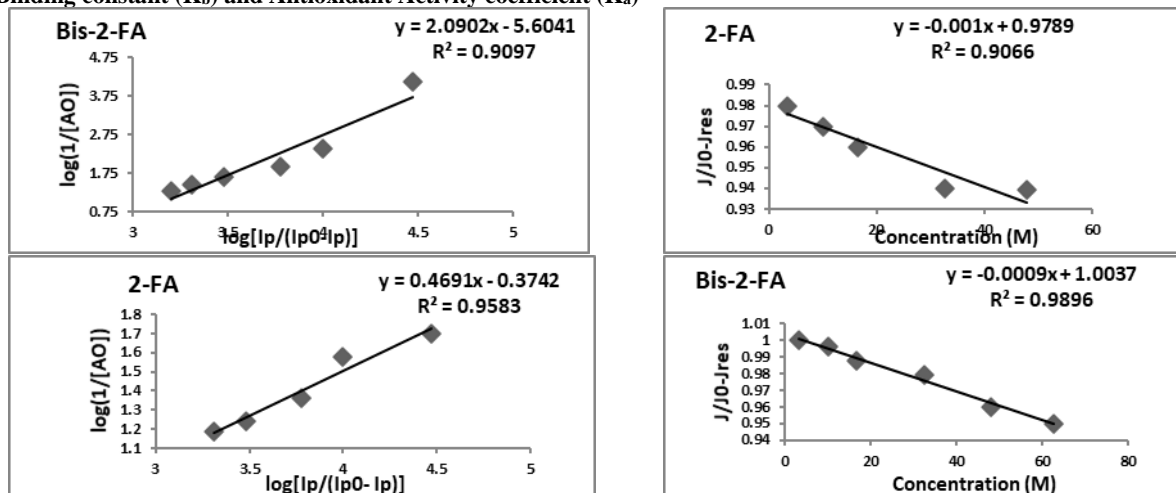 Binding constant (Kb) and Antioxidant Activity coefficient (Ka)
Bis-2-FA
y = 2.0902x - 5.6041
R² = 0.9097
log(1/[AO])
4.75
3.75
2.75
1.75
0.75
3 3.5 4 4.5 5
log[Ip/(Ip0-Ip)]
2-FA
y = -0.001x + 0.9789
R² = 0.9066
J/J0-Jres
0.99
0.98
0.97
0.96
0.95
0.94
0.93
0 20 40 60
Concentration (M)
2-FA
y = 0.4691x - 0.3742
R² = 0.9583
log(1/[AO])
1.8
1.7
1.6
1.5
1.4
1.3
1.2
1.1
3 3.5 4 4.5 5
log[Ip/(Ip0- Ip)]
Bis-2-FA
y = -0.0009x + 1.0037
R² = 0.9896
J/J0-Jres
1.01
1
0.99
0.98
0.97
0.96
0.95
0.94
0 20 40 60 80
Concentration (M)